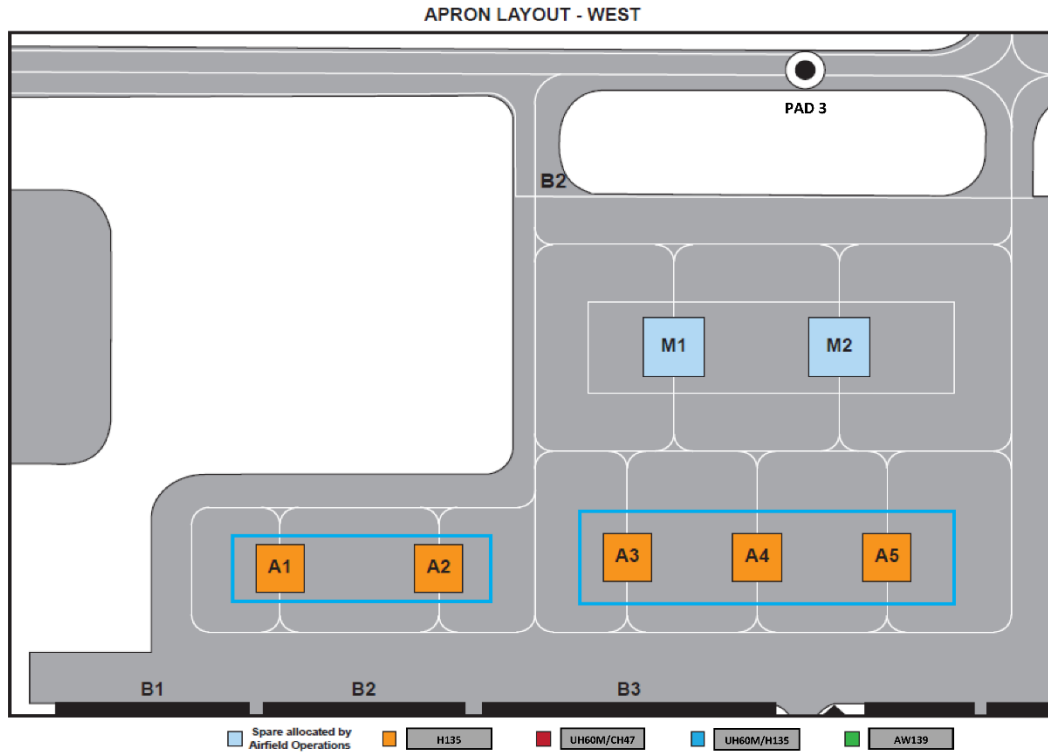 APRON LAYOUT - WEST
PAD 3
B2
M1 M2
A1 A2 A3 A4 A5
B1 B2 B3
Spare allocated by
Airfield Operations
H135 UH60M/CH47 UH60M/H135 AW139